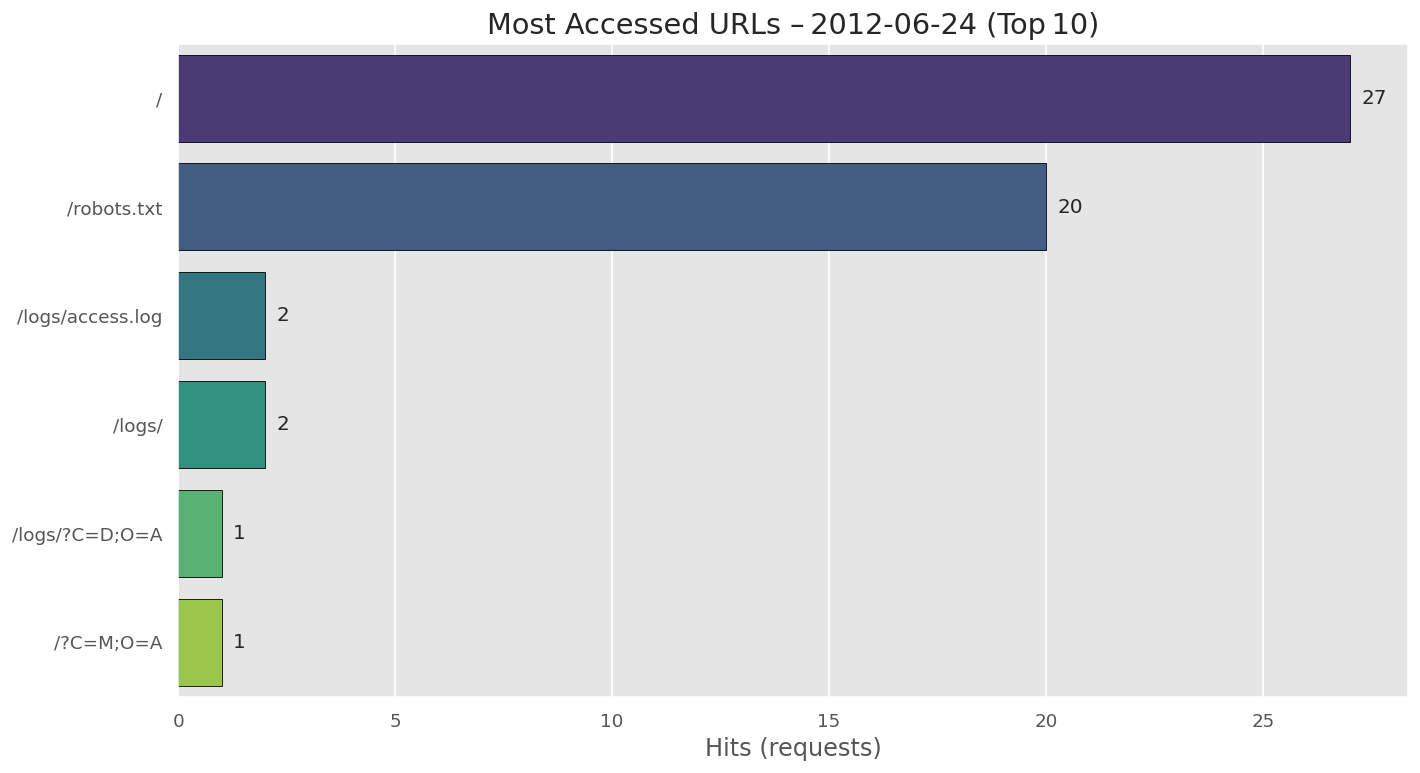 Most Accessed URLs – 2012-06-24 (Top 10)
/
27
/robots.txt
20
/logs/access.log
2
/logs/
2
/logs/?C=D;O=A
1
/?C=M;O=A
1
0 5 10 15 20 25
Hits (requests)